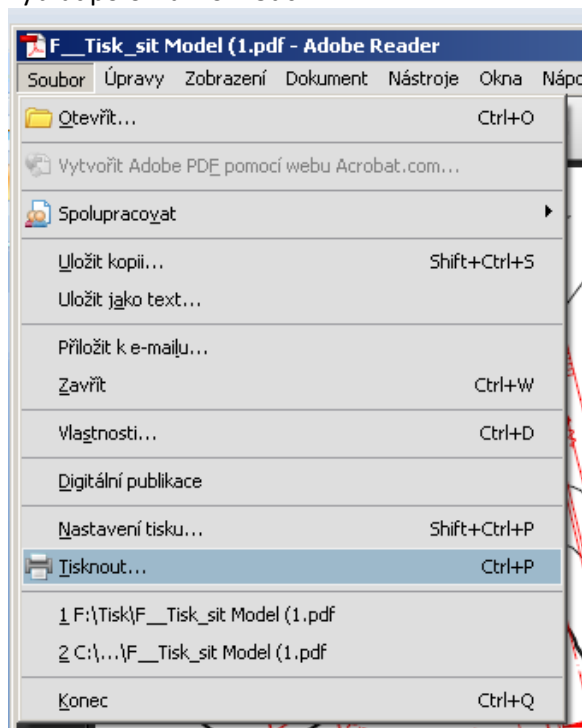 F__Tisk_sit Model (1.pdf - Adobe Reader
Soubor Úpravy Zobrazení Dokument Nástroje Okna
Otevřít... Ctrl+O
Vytvořit Adobe PDF pomocí webu Acrobat.com...
Spolupracovat
Uložit kopii... Shift+Ctrl+S
Uložit jako text...
Přiložit k e-mailu...
Zavřít Ctrl+W
Vlastnosti... Ctrl+D
Digitální publikace
Nastavení tisku... Shift+Ctrl+P
Tisknout... Ctrl+P
1 F:\Tisk\F__Tisk_sit Model (1.pdf
2 C:\...\F__Tisk_sit Model (1.pdf
Konec Ctrl+Q